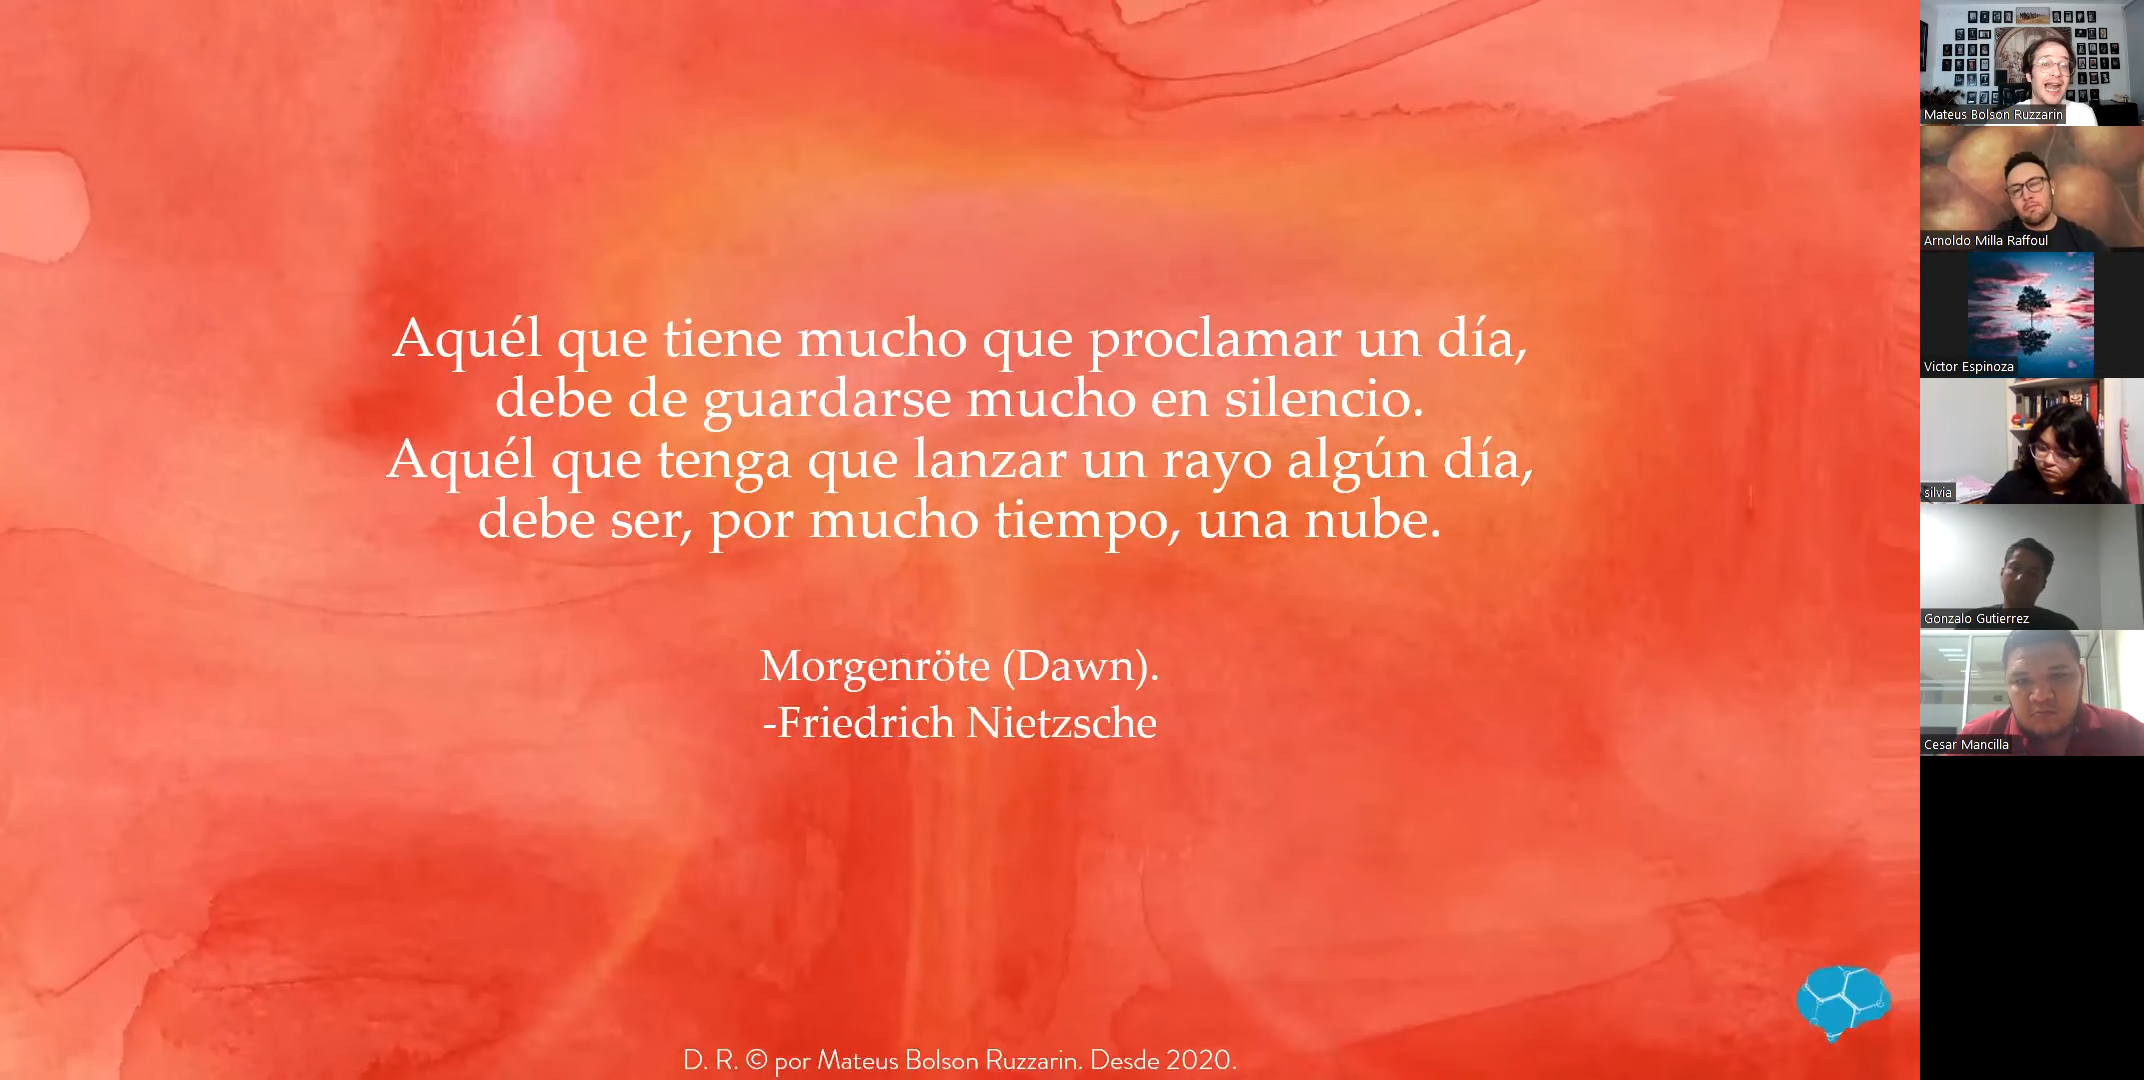 Aquél que tiene mucho que proclamar un día,
debe de guardarse mucho en silencio.
Aquél que tenga que lanzar un rayo algún día,
debe ser, por mucho tiempo, una nube.
Morgenröte (Dawn).
-Friedrich Nietzsche
D. R. © por Mateus Bolson Ruzzarin. Desde 2020.
Mateus Bolson Ruzzarin
Arnoldo Milla Raffoul
Victor Espinoza
silvia
Gonzalo Gutierrez
Cesar Mancilla